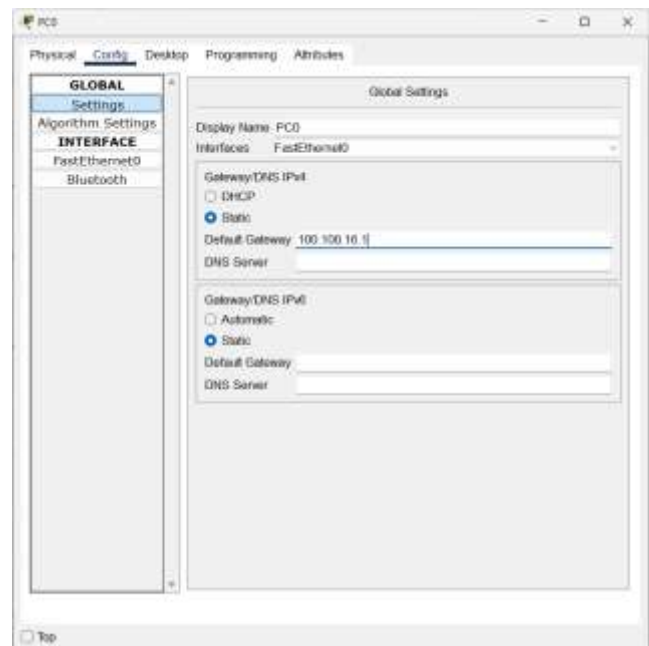 PC0
Physical Config Desktop Programming Attributes
GLOBAL
Settings
Algorithm Settings
INTERFACE
FastEthernet0
Bluetooth
Global Settings
Display Name PC0
Interfaces FastEthernet0
Gateway/DNS IPv4
DHCP
Static
Default Gateway 100.100.16.1
DNS Server
Gateway/DNS IPv6
Automatic
Static
Default Gateway
DNS Server
Top